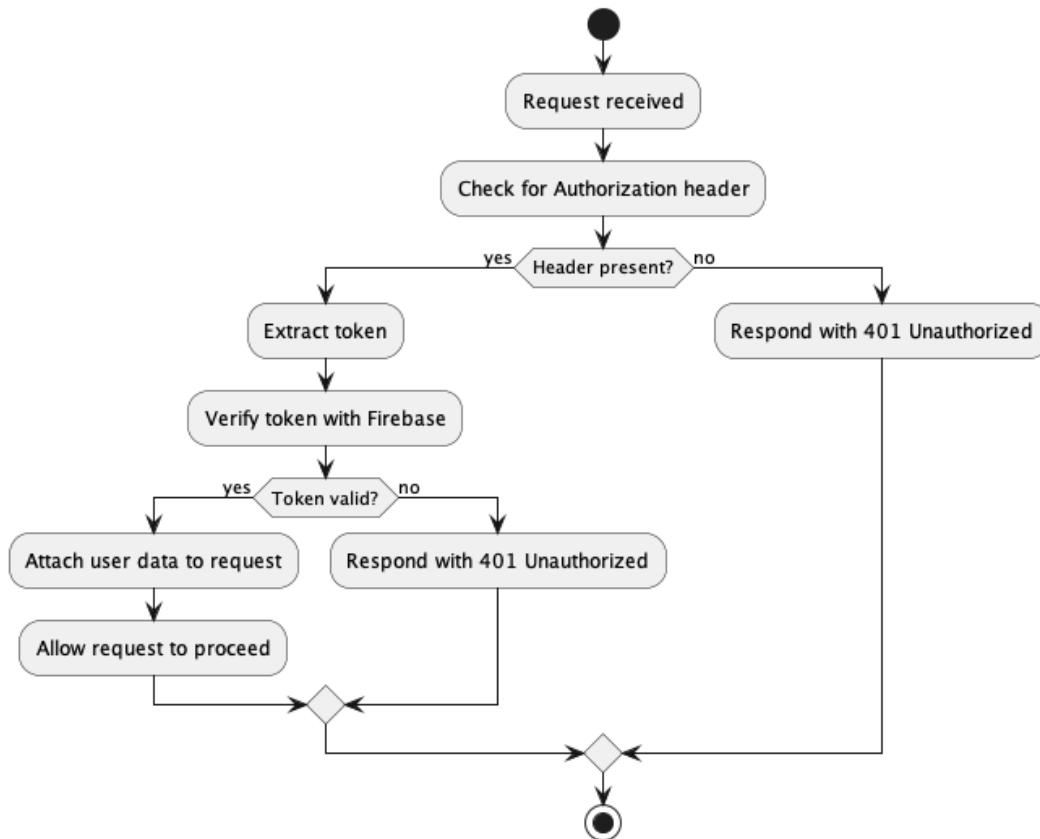 Request received
Check for Authorization header
yes
Header present?
no
Extract token
Respond with 401 Unauthorized
Verify token with Firebase
yes
Token valid?
no
Attach user data to request
Respond with 401 Unauthorized
Allow request to proceed